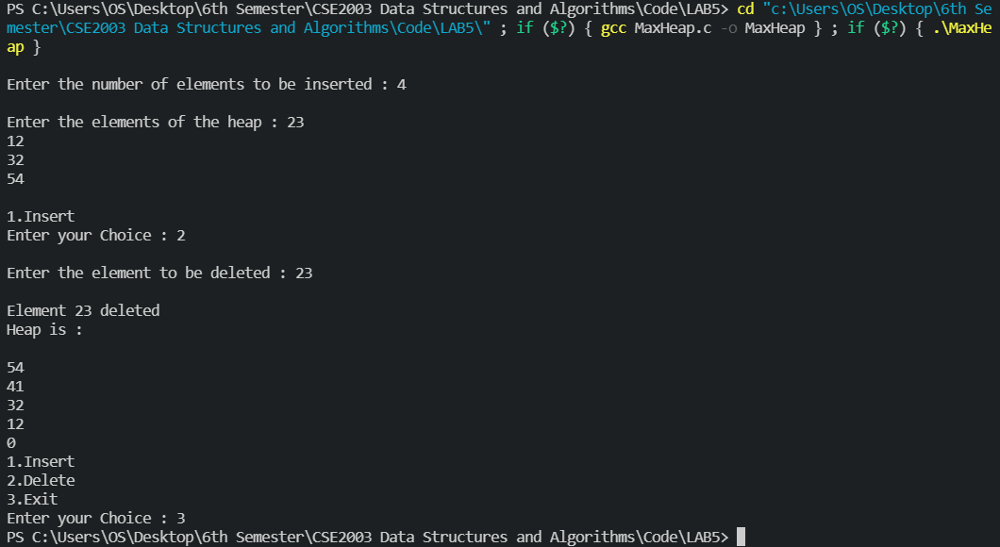 PS C:\Users\OS\Desktop\6th Semester\CSE2003 Data Structures and Algorithms\Code\LAB5> cd "c:\Users\OS\Desktop\6th Se
mester\CSE2003 Data Structures and Algorithms\Code\LAB5\" ; if ($?) { gcc MaxHeap.c -o MaxHeap } ; if ($?) { .\MaxHe
ap }
Enter the number of elements to be inserted : 4
Enter the elements of the heap : 23
12
32
54
1.Insert
Enter your Choice : 2
Enter the element to be deleted : 23
Element 23 deleted
Heap is :
54
41
32
12
0
1.Insert
2.Delete
3.Exit
Enter your Choice : 3
PS C:\Users\OS\Desktop\6th Semester\CSE2003 Data Structures and Algorithms\Code\LAB5>